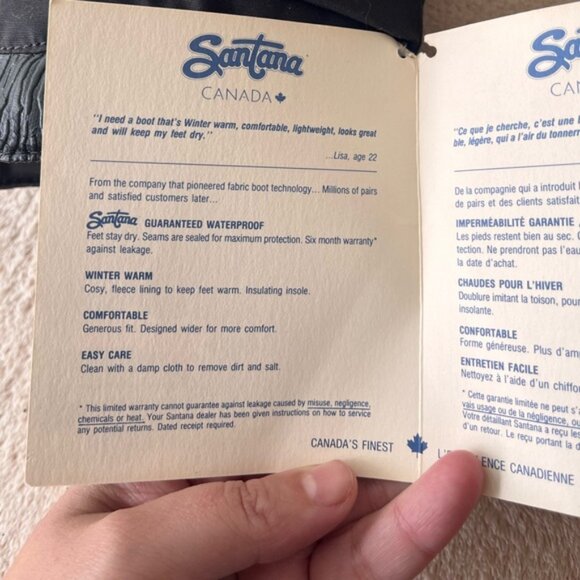 Santana
CANADA
"I need a boot that's Winter warm, comfortable, lightweight, looks great
and will keep my feet dry."
...Lisa, age 22
From the company that pioneered fabric boot technology... Millions of pairs
and satisfied customers later...
Santana GUARANTEED WATERPROOF
Feet stay dry. Seams are sealed for maximum protection. Six month warranty*
against leakage.
WINTER WARM
Cosy, fleece lining to keep feet warm. Insulating insole.
COMFORTABLE
Generous fit. Designed wider for more comfort.
EASY CARE
Clean with a damp cloth to remove dirt and salt.
* This limited warranty cannot guarantee against leakage caused by misuse, negligence,
chemicals or heat. Your Santana dealer has been given instructions on how to service
any potential returns. Dated receipt required.
CANADA'S FINEST
"Ce que je cherche, c'est une
ble, légère, qui a l'air du
De la compagnie qui a introduit
de paires et des clients
IMPERMÉABILITÉ GARANTIE
Les pieds restent bien au sec.
tection. Ne prendront pas l'eau
la date d'achat.
CHAUDES POUR L'HIVER
Doublure imitant la toison, pour
insolante.
CONFORTABLE
Forme généreuse. Plus
ENTRETIEN FACILE
Nettoyez à l'aide d'un
* Cette garantie limitée ne peut
vais usage ou de la négligence,
Votre détaillant Santana a reçu
d'un retour. Le reçu portant la
CANADIENNE